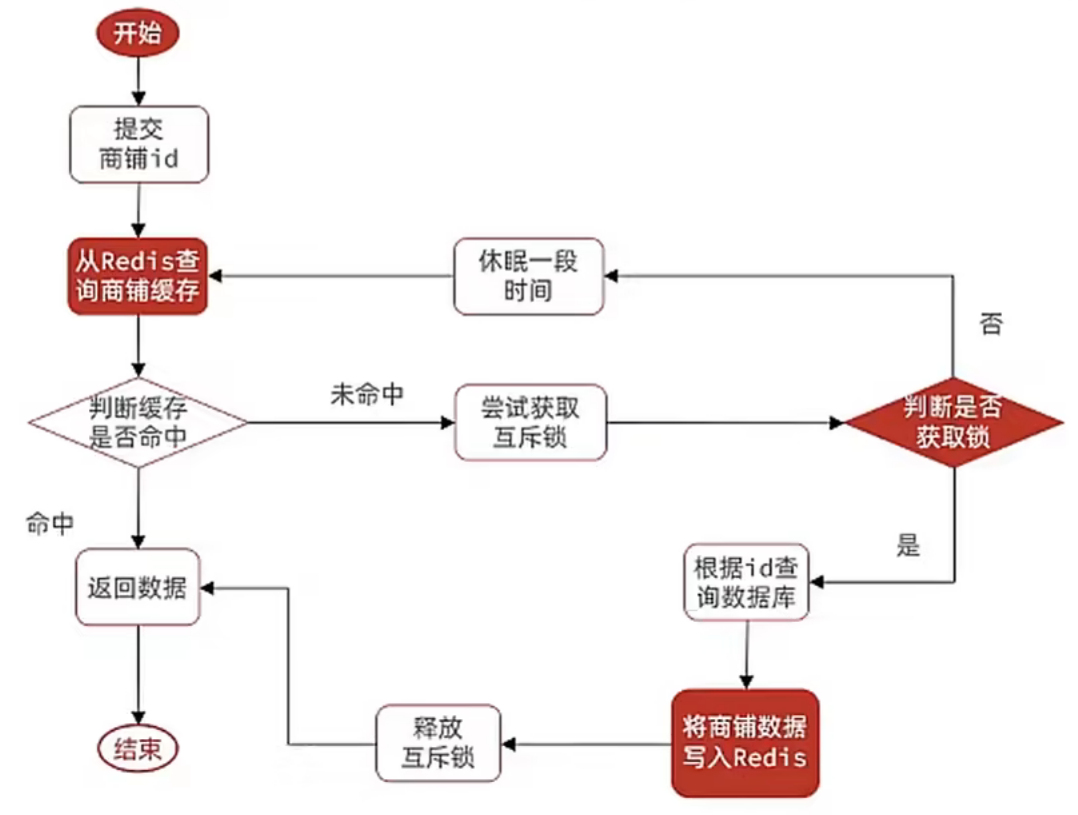 开始
提交
商铺id
从Redis查
询商铺缓存
休眠一段
时间
否
判断缓存
是否命中
未命中
尝试获取
互斥锁
判断是否
获取锁
命中
是
返回数据
根据id查
询数据库
将商铺数据
写入Redis
释放
互斥锁
结束